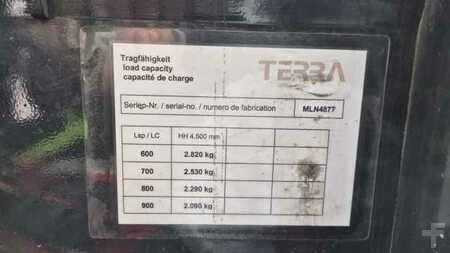 Tragfähigkeit
load capacity
capacité de charge
TERRA
Serien-Nr. / serial-no. / numero de fabrication MLN4877
Lsp / LC HH 4.500 mm
600 2.820 kg
700 2.530 kg
800 2.290 kg
900 2.090 kg